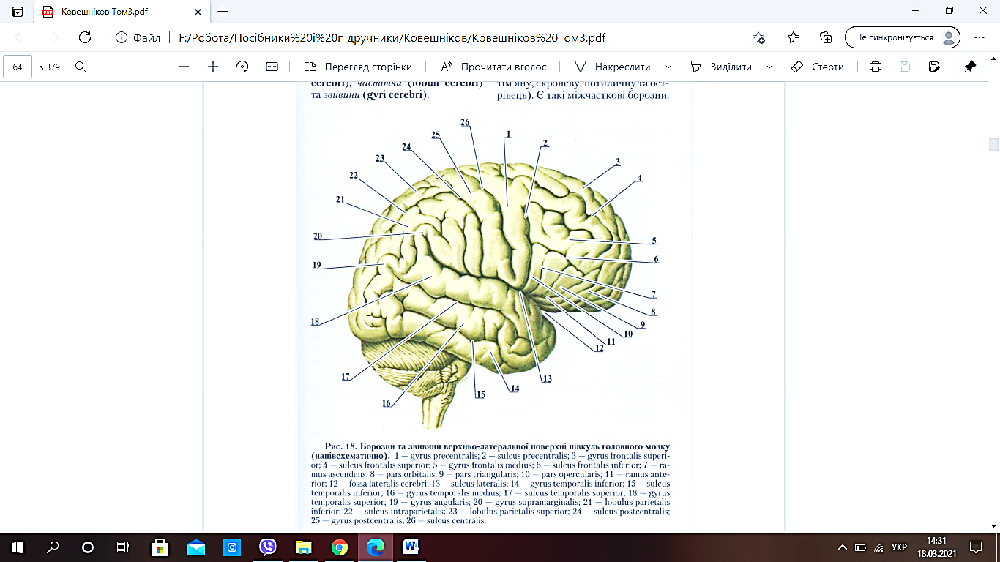 Ковешніков Том3.pdf
Файл
F:/Робота/Посібники%20і%20підручники/Ковешніков/Ковешніков%20Том3.pdf
Не синхронізується
64 з 379
Перегляд сторінки
Прочитати вголос
Накреслити
Виділити
Стерти
cerebri), часточки (lobuli cerebri)
та звивини (gyri cerebri).
тім'яну, скроневу, потиличну та ост-
рівець). Є такі міжчасткові борозни:
26
1
25
2
24
23
3
22
4
21
20
5
19
6
7
18
8
9
10
11
12
17
13
14
16
15
Рис. 18. Борозни та звивини верхньо-латеральної поверхні півкуль головного мозку
(напівсхематично). 1 — gyrus precentralis; 2 — sulcus precentralis; 3 — gyrus frontalis superi-
or; 4 — sulcus frontalis superior; 5 — gyrus frontalis medius; 6 — sulcus frontalis inferior; 7 — ra-
mus ascendens; 8 — pars orbitalis; 9 — pars triangularis; 10 — pars opercularis; 11 — ramus ante-
rior; 12 — fossa lateralis cerebri; 13 — sulcus lateralis; 14 — gyrus temporalis inferior; 15 — sulcus
temporalis inferior; 16 — gyrus temporalis medius; 17 — sulcus temporalis superior; 18 — gyrus
temporalis superior; 19 — gyrus angularis; 20 — gyrus supramarginalis; 21 — lobulus parietalis
inferior; 22 — sulcus intraparietalis; 23 — lobulus parietalis superior; 24 — sulcus postcentralis;
25 — gyrus postcentralis; 26 — sulcus centralis.
УКР
14:31
18.03.2021